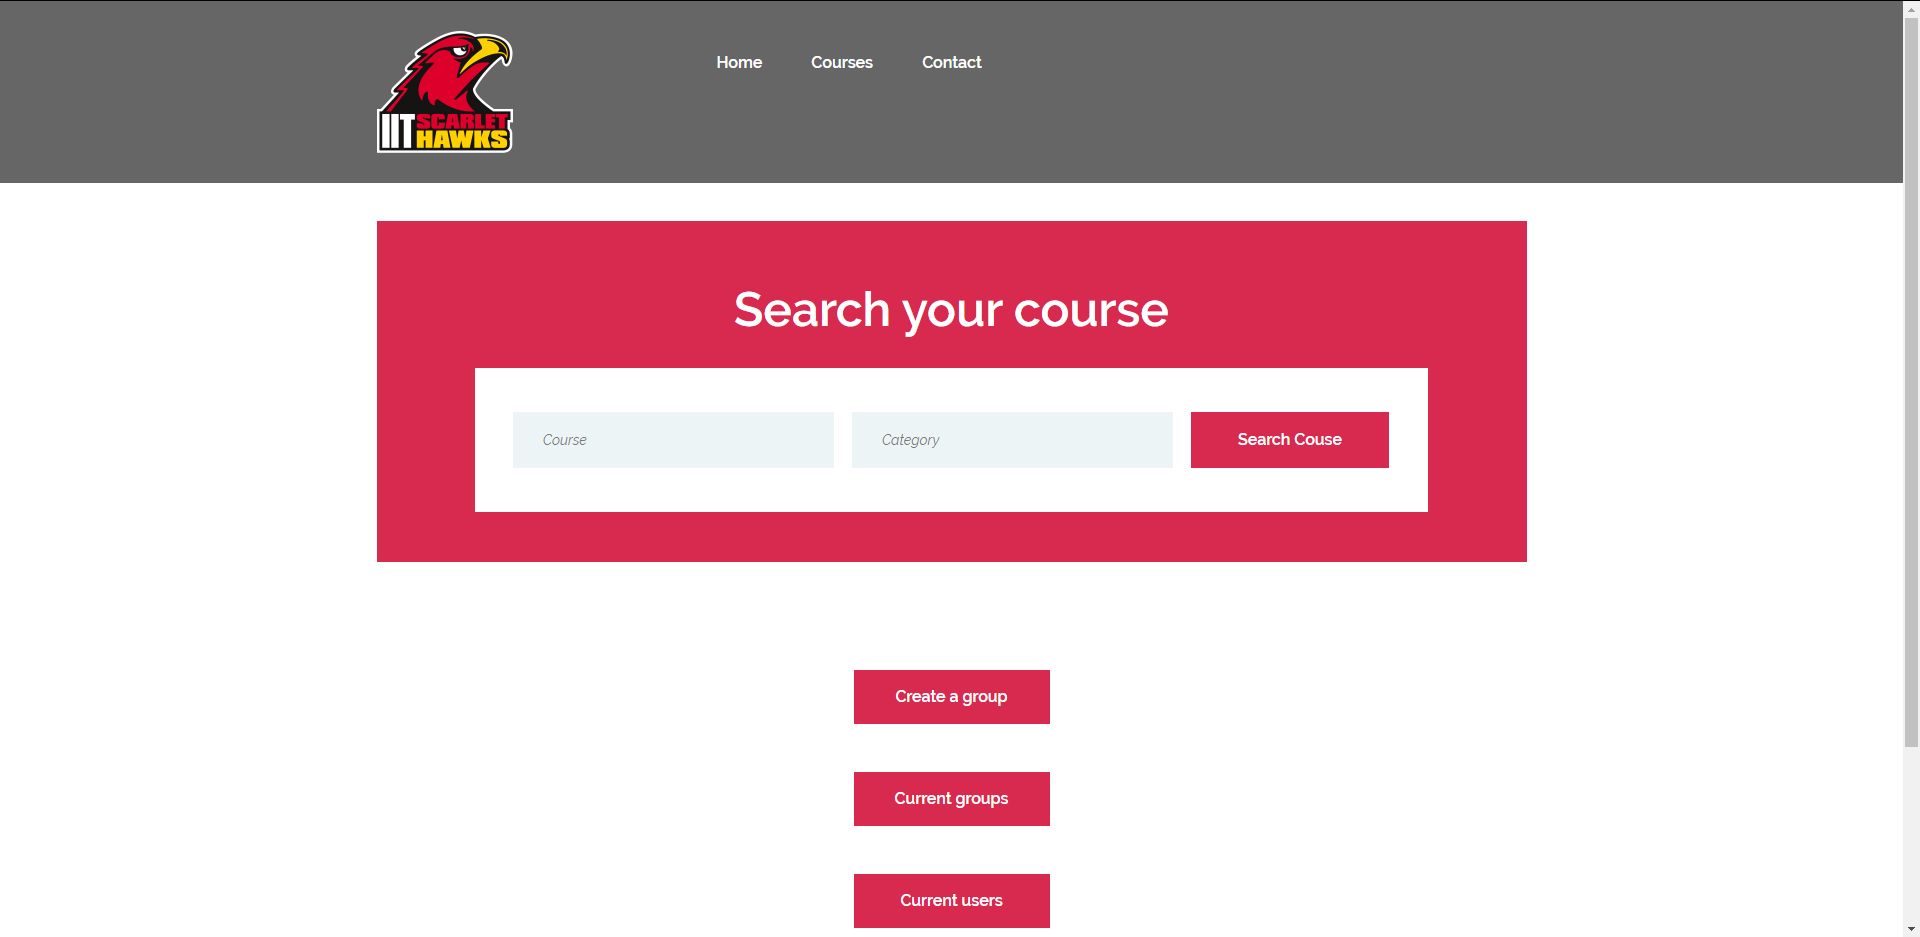 Home Courses Contact
IIT SCARLET
HAWKS
Search your course
Course Category Search Couse
Create a group
Current groups
Current users